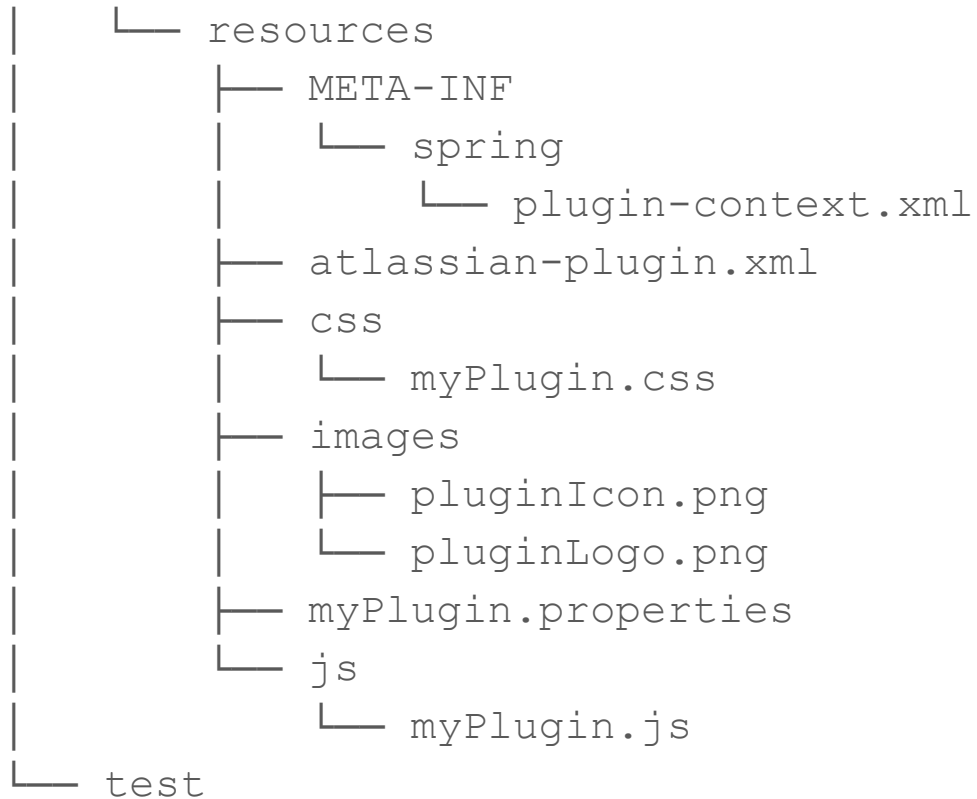 │   └── resources
│       ├── META-INF
│       │   └── spring
│       │       └── plugin-context.xml
│       ├── atlassian-plugin.xml
│       ├── css
│       │   └── myPlugin.css
│       ├── images
│       │   ├── pluginIcon.png
│       │   └── pluginLogo.png
│       ├── myPlugin.properties
│       └── js
│           └── myPlugin.js
└── test